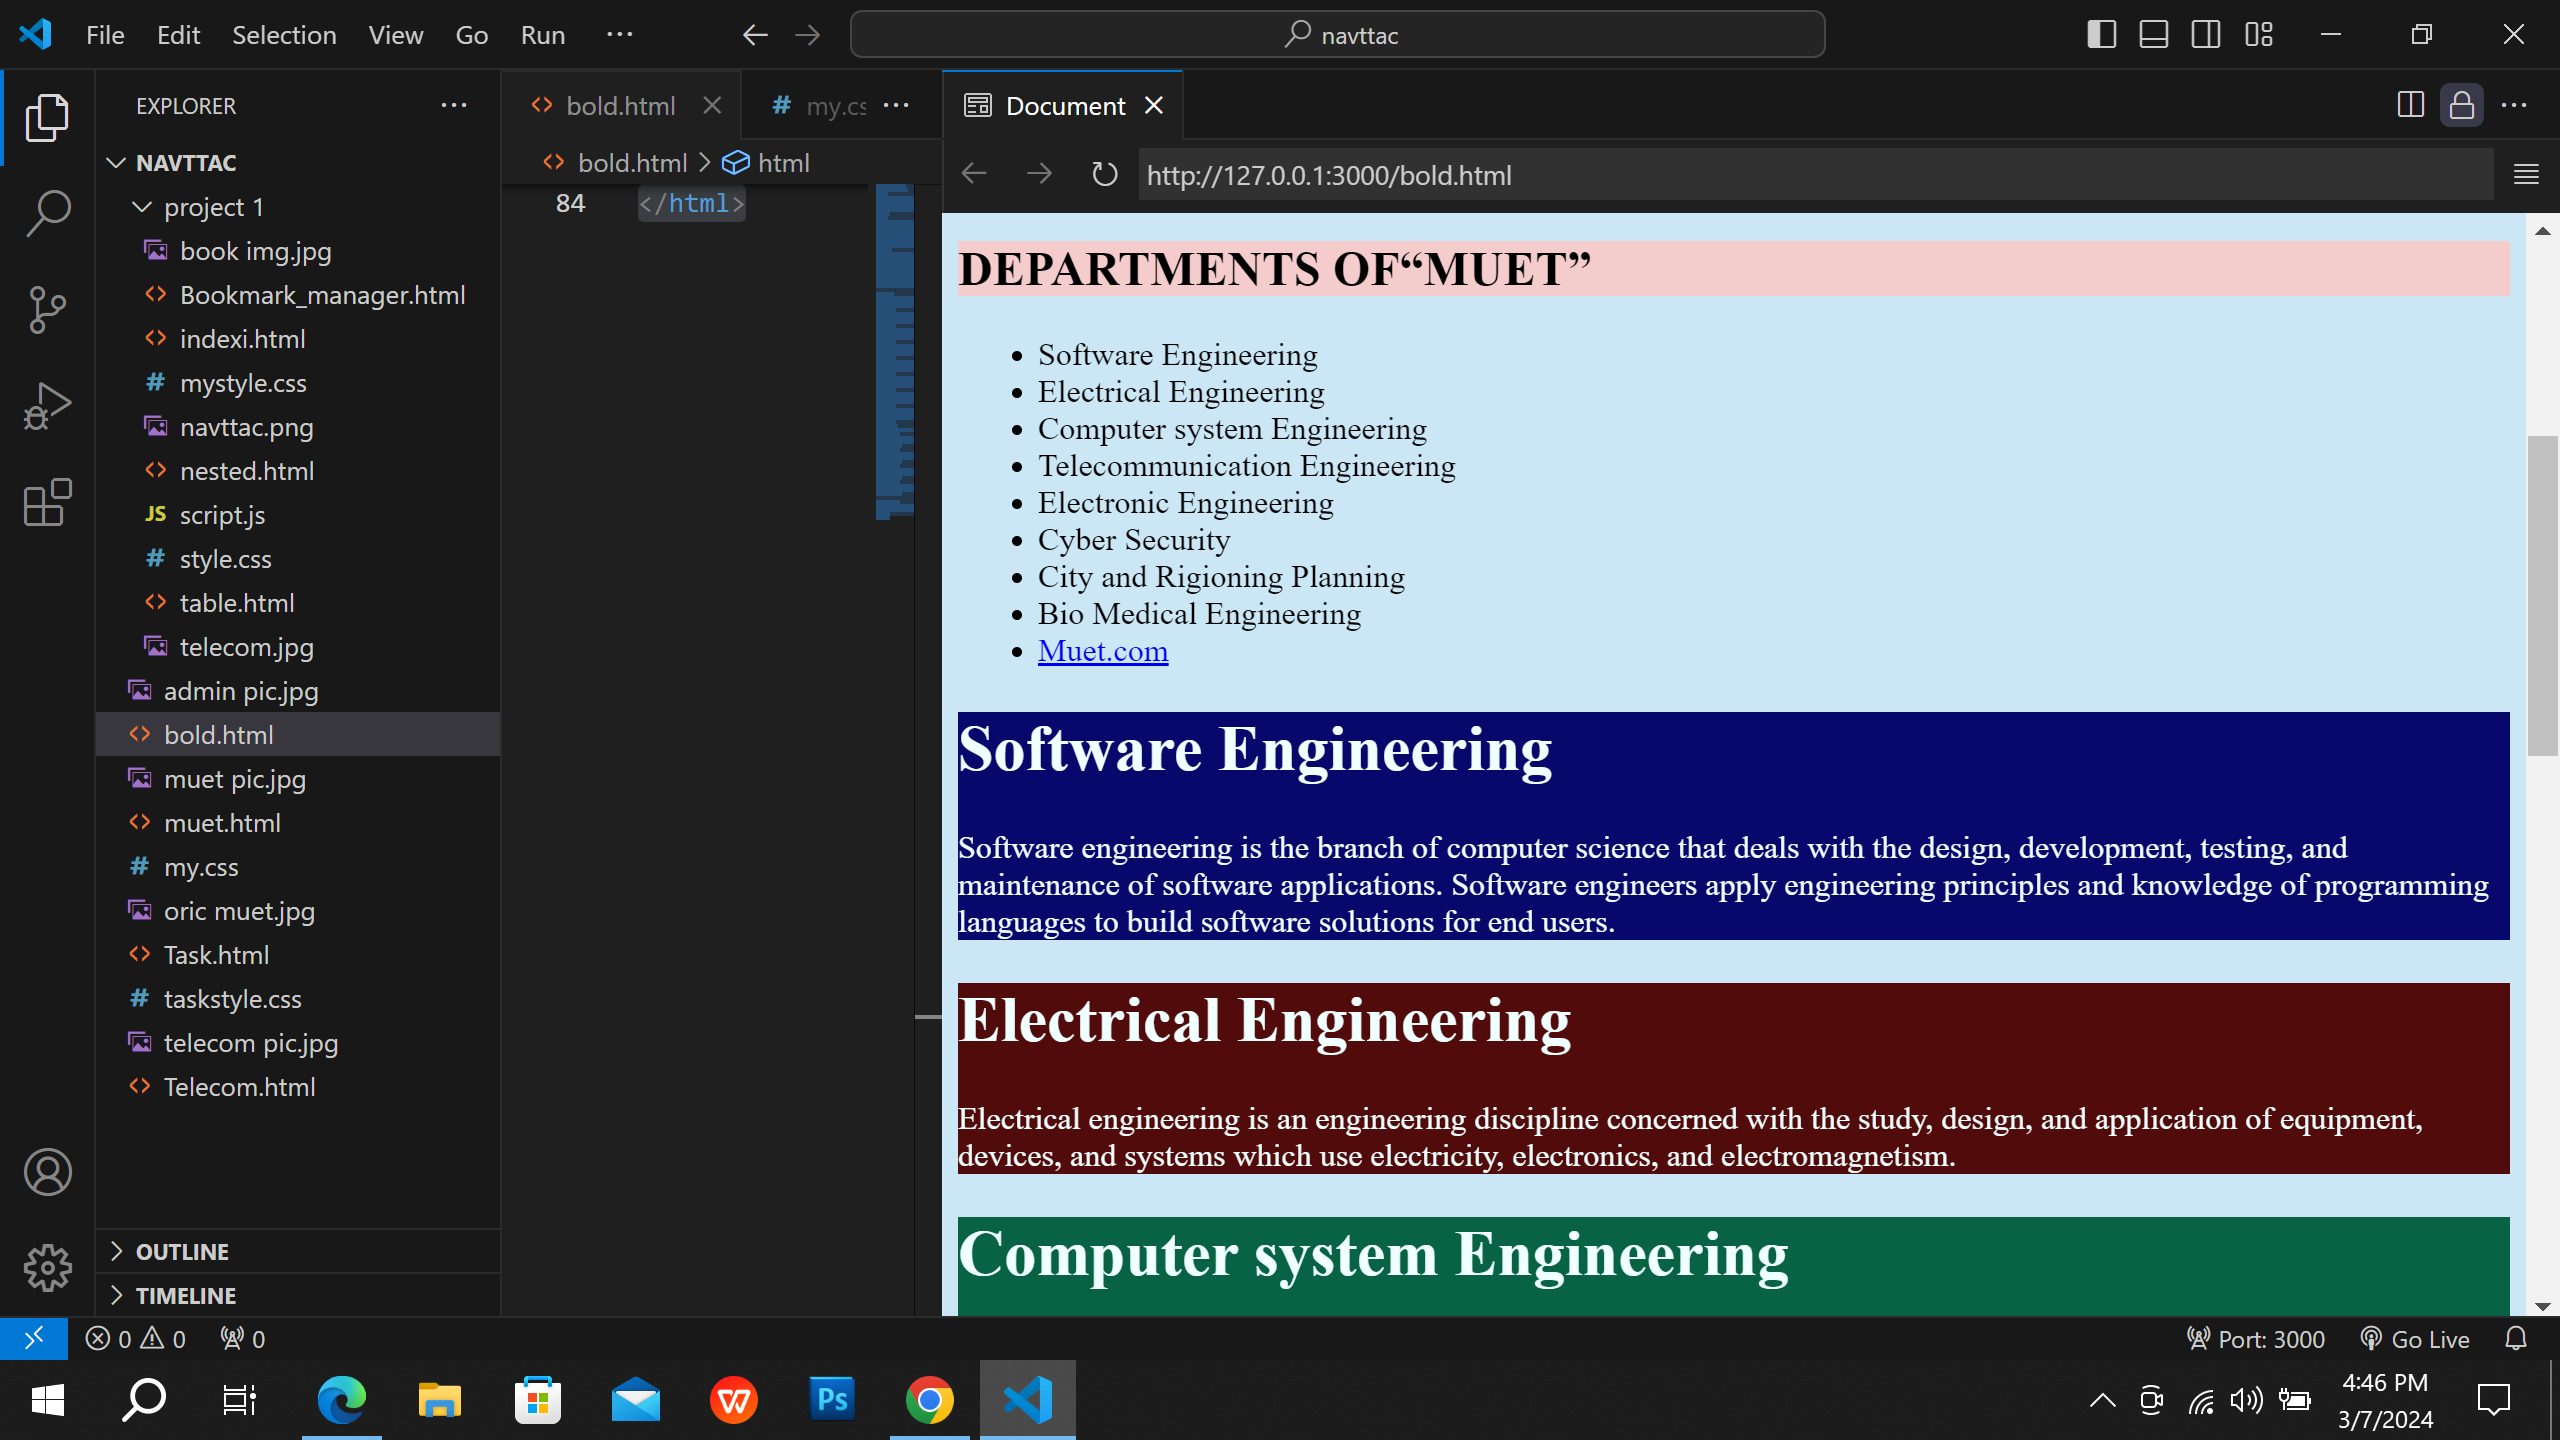 File Edit Selection View Go Run ··· navttac
EXPLORER ···
NAVTTAC
project 1
book img.jpg
Bookmark_manager.html
indexi.html
mystyle.css
navttac.png
nested.html
JS script.js
style.css
table.html
telecom.jpg
admin pic.jpg
bold.html
muet pic.jpg
muet.html
my.css
oric muet.jpg
Task.html
taskstyle.css
telecom pic.jpg
Telecom.html
OUTLINE
TIMELINE
bold.html # my.cs ···
bold.html > html
84 </html>
Document
http://127.0.0.1:3000/bold.html
DEPARTMENTS OF“MUET”
• Software Engineering
• Electrical Engineering
• Computer system Engineering
• Telecommunication Engineering
• Electronic Engineering
• Cyber Security
• City and Rigioning Planning
• Bio Medical Engineering
• Muet.com
Software Engineering
Software engineering is the branch of computer science that deals with the design, development, testing, and
maintenance of software applications. Software engineers apply engineering principles and knowledge of programming
languages to build software solutions for end users.
Electrical Engineering
Electrical engineering is an engineering discipline concerned with the study, design, and application of equipment,
devices, and systems which use electricity, electronics, and electromagnetism.
Computer system Engineering
0 0 0 Port: 3000 Go Live
Ps
4:46 PM
3/7/2024